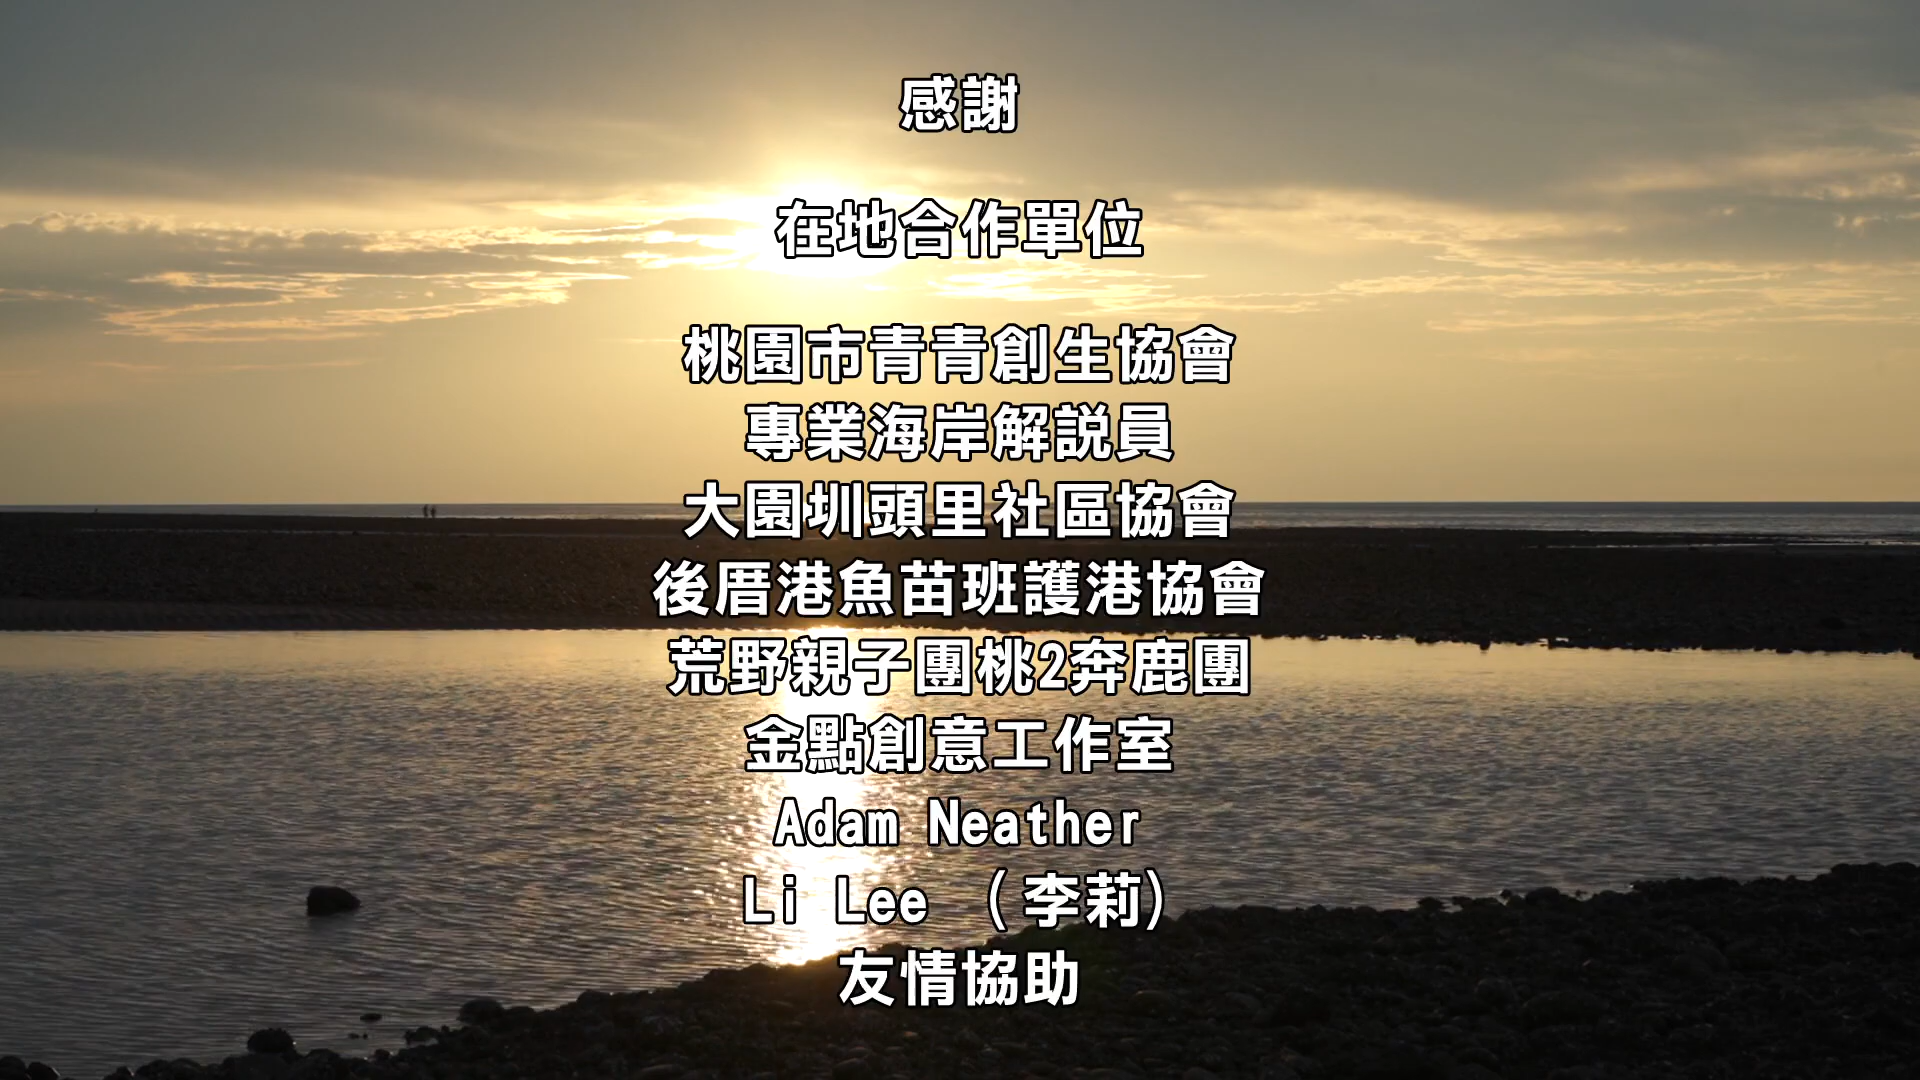 感謝
在地合作單位
桃園市青青創生協會
專業海岸解説員
大園圳頭里社區協會
後厝港魚苗班護港協會
荒野親子團桃2奔鹿團
金點創意工作室
Adam Neather
Li Lee （李莉)
友情協助